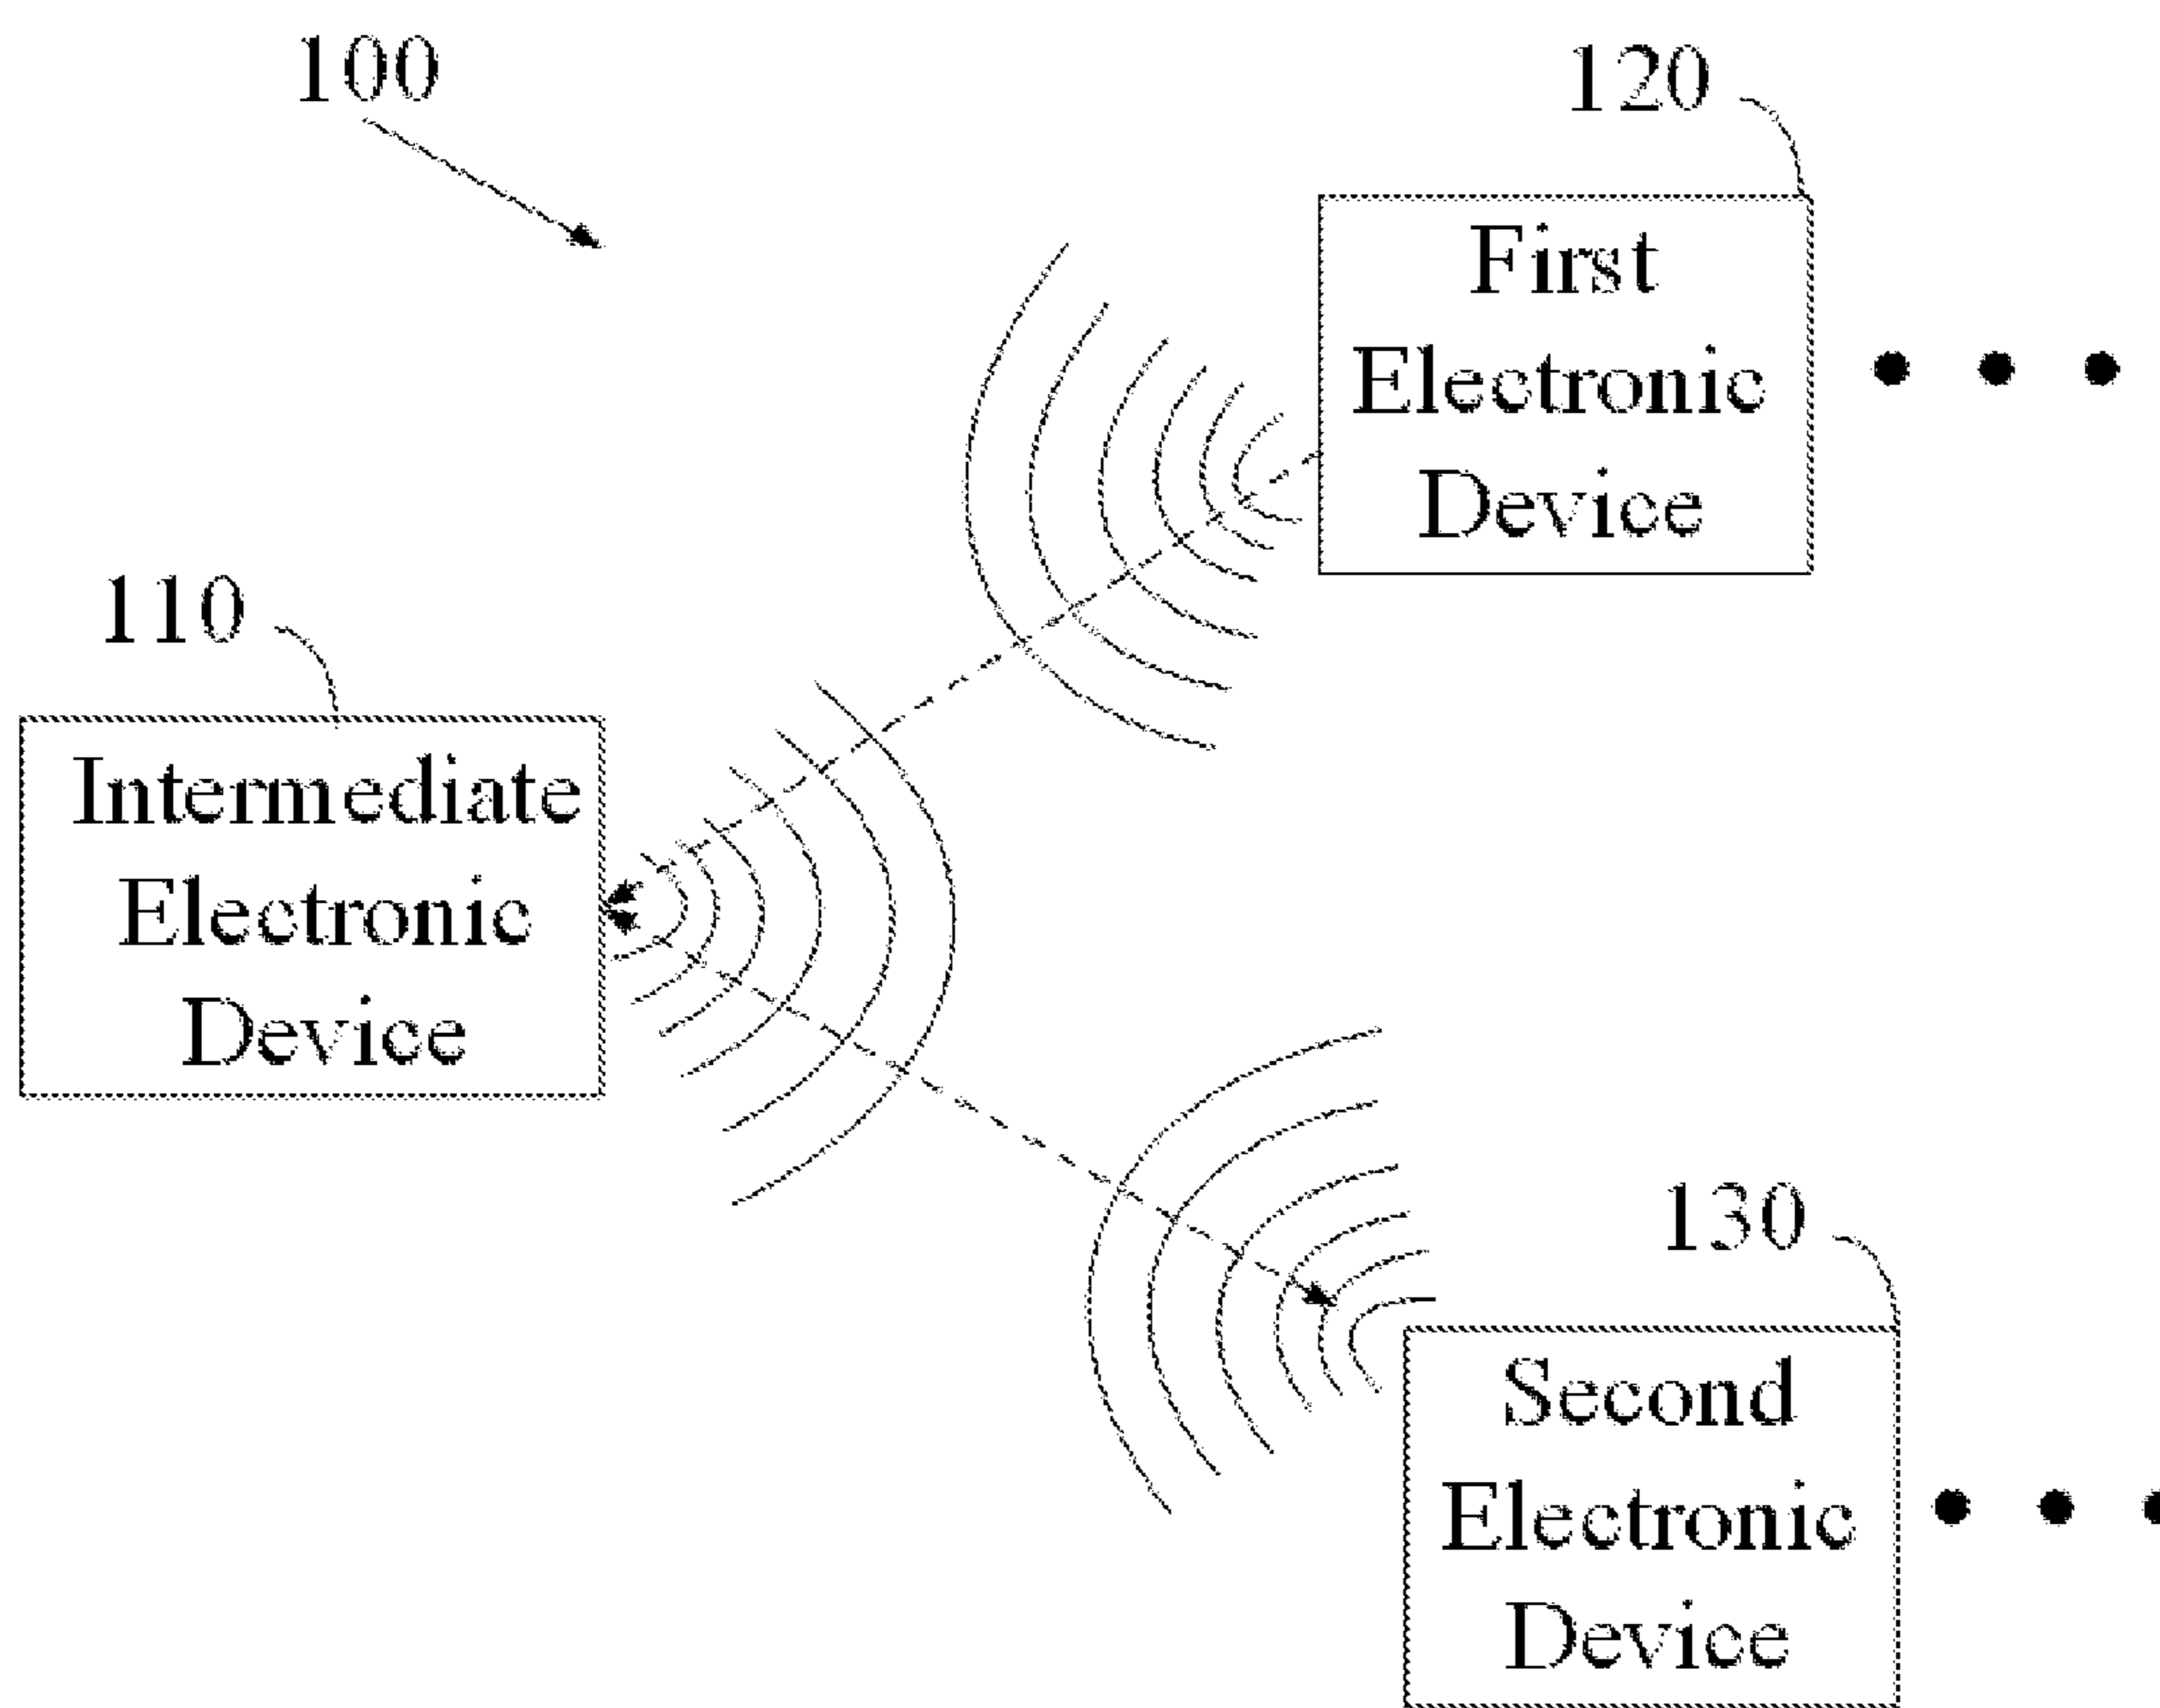 100
120
First
Electronic
Device
110
Intermediate
Electronic
Device
130
Second
Electronic
Device